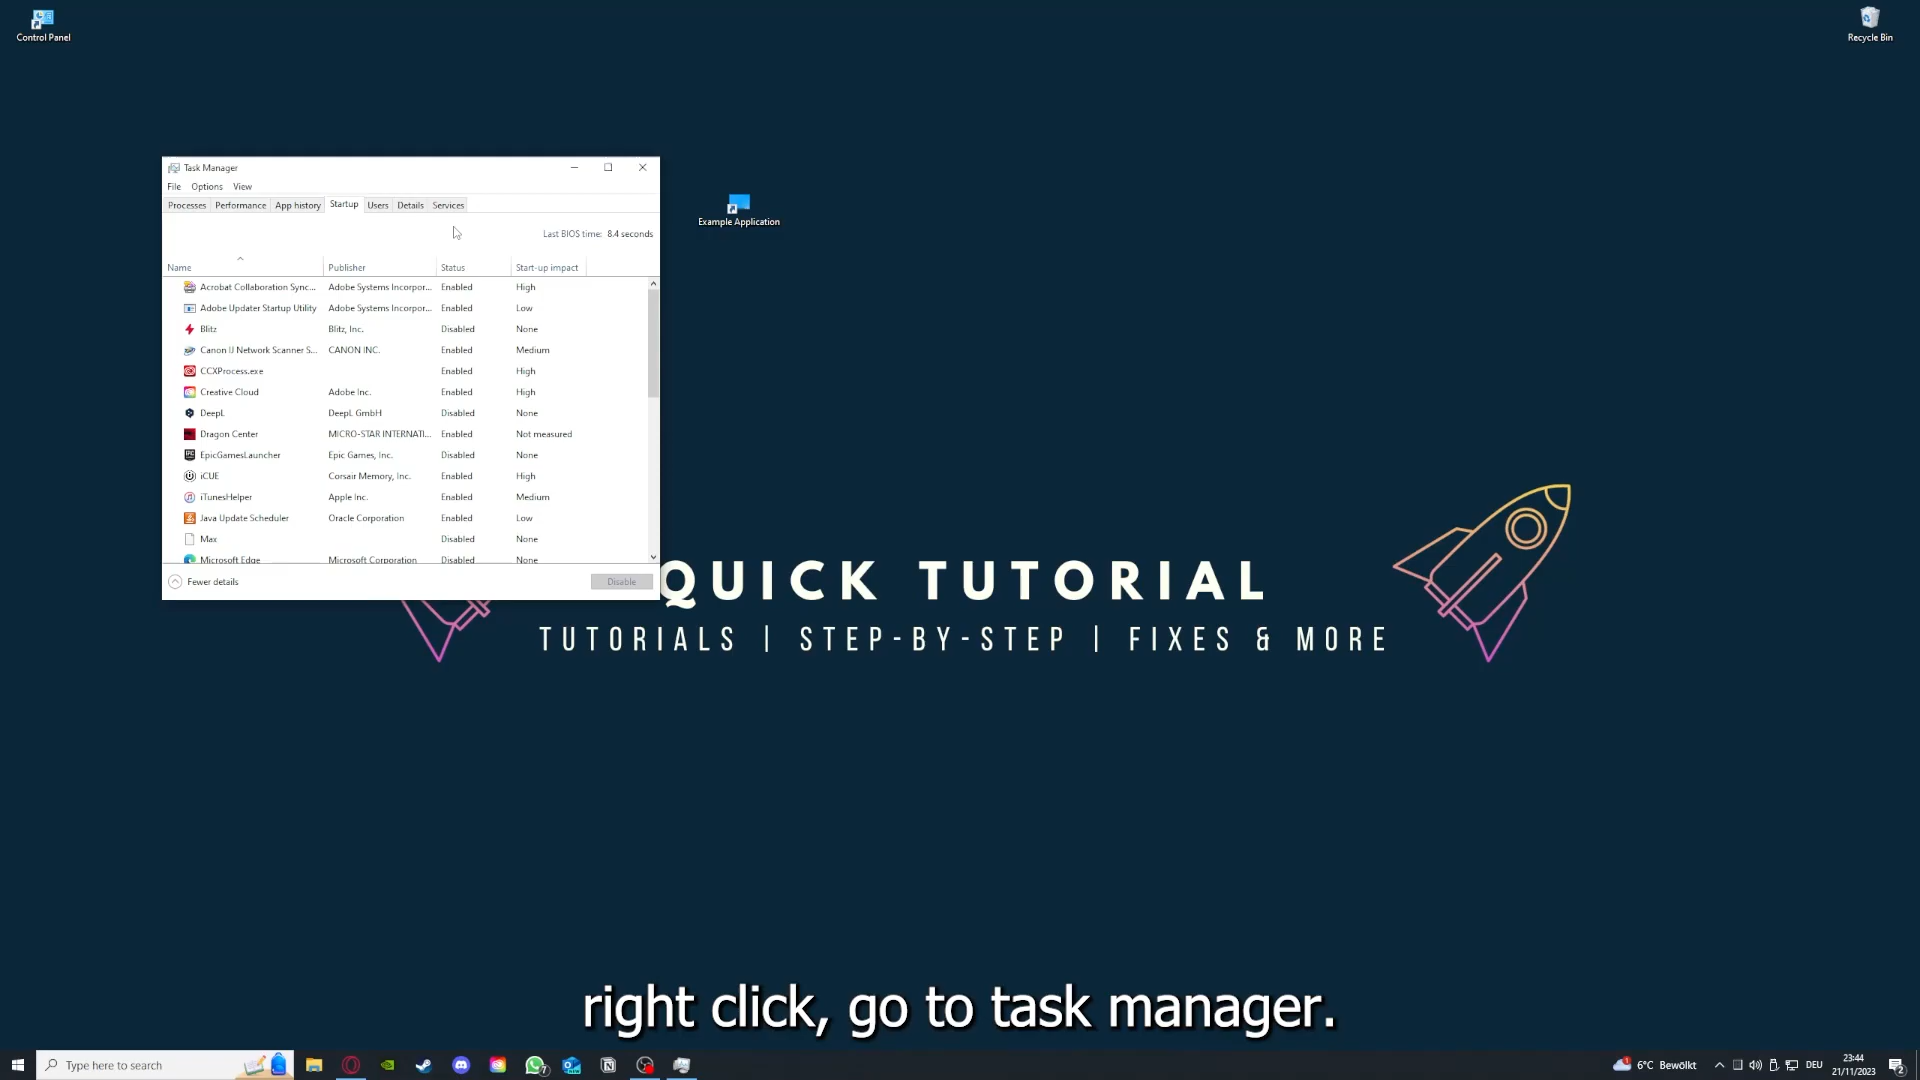 Control Panel
Recycle Bin
Task Manager
File Options View
Processes Performance App history Startup Users Details Services
Example Application
Last BIOS time: 8.4 seconds
Name Publisher Status Start-up impact
Acrobat Collaboration Sync... Adobe Systems Incorpor... Enabled High
Adobe Updater Startup Utility Adobe Systems Incorpor... Enabled Low
Blitz Blitz, Inc. Disabled None
Canon IJ Network Scanner S... CANON INC. Enabled Medium
CCXProcess.exe Enabled High
Creative Cloud Adobe Inc. Enabled High
DeepL DeepL GmbH Disabled None
Dragon Center MICRO-STAR INTERNATI... Enabled Not measured
EpicGamesLauncher Epic Games, Inc. Disabled None
iCUE Corsair Memory, Inc. Enabled High
iTunesHelper Apple Inc. Enabled Medium
Java Update Scheduler Oracle Corporation Enabled Low
Max Disabled None
Microsoft Edge Microsoft Corporation Disabled None
Fewer details Disable
QUICK TUTORIAL
TUTORIALS | STEP-BY-STEP | FIXES & MORE
right click, go to task manager.
Type here to search
6°C Bewölkt
DEU
23:44
21/11/2023